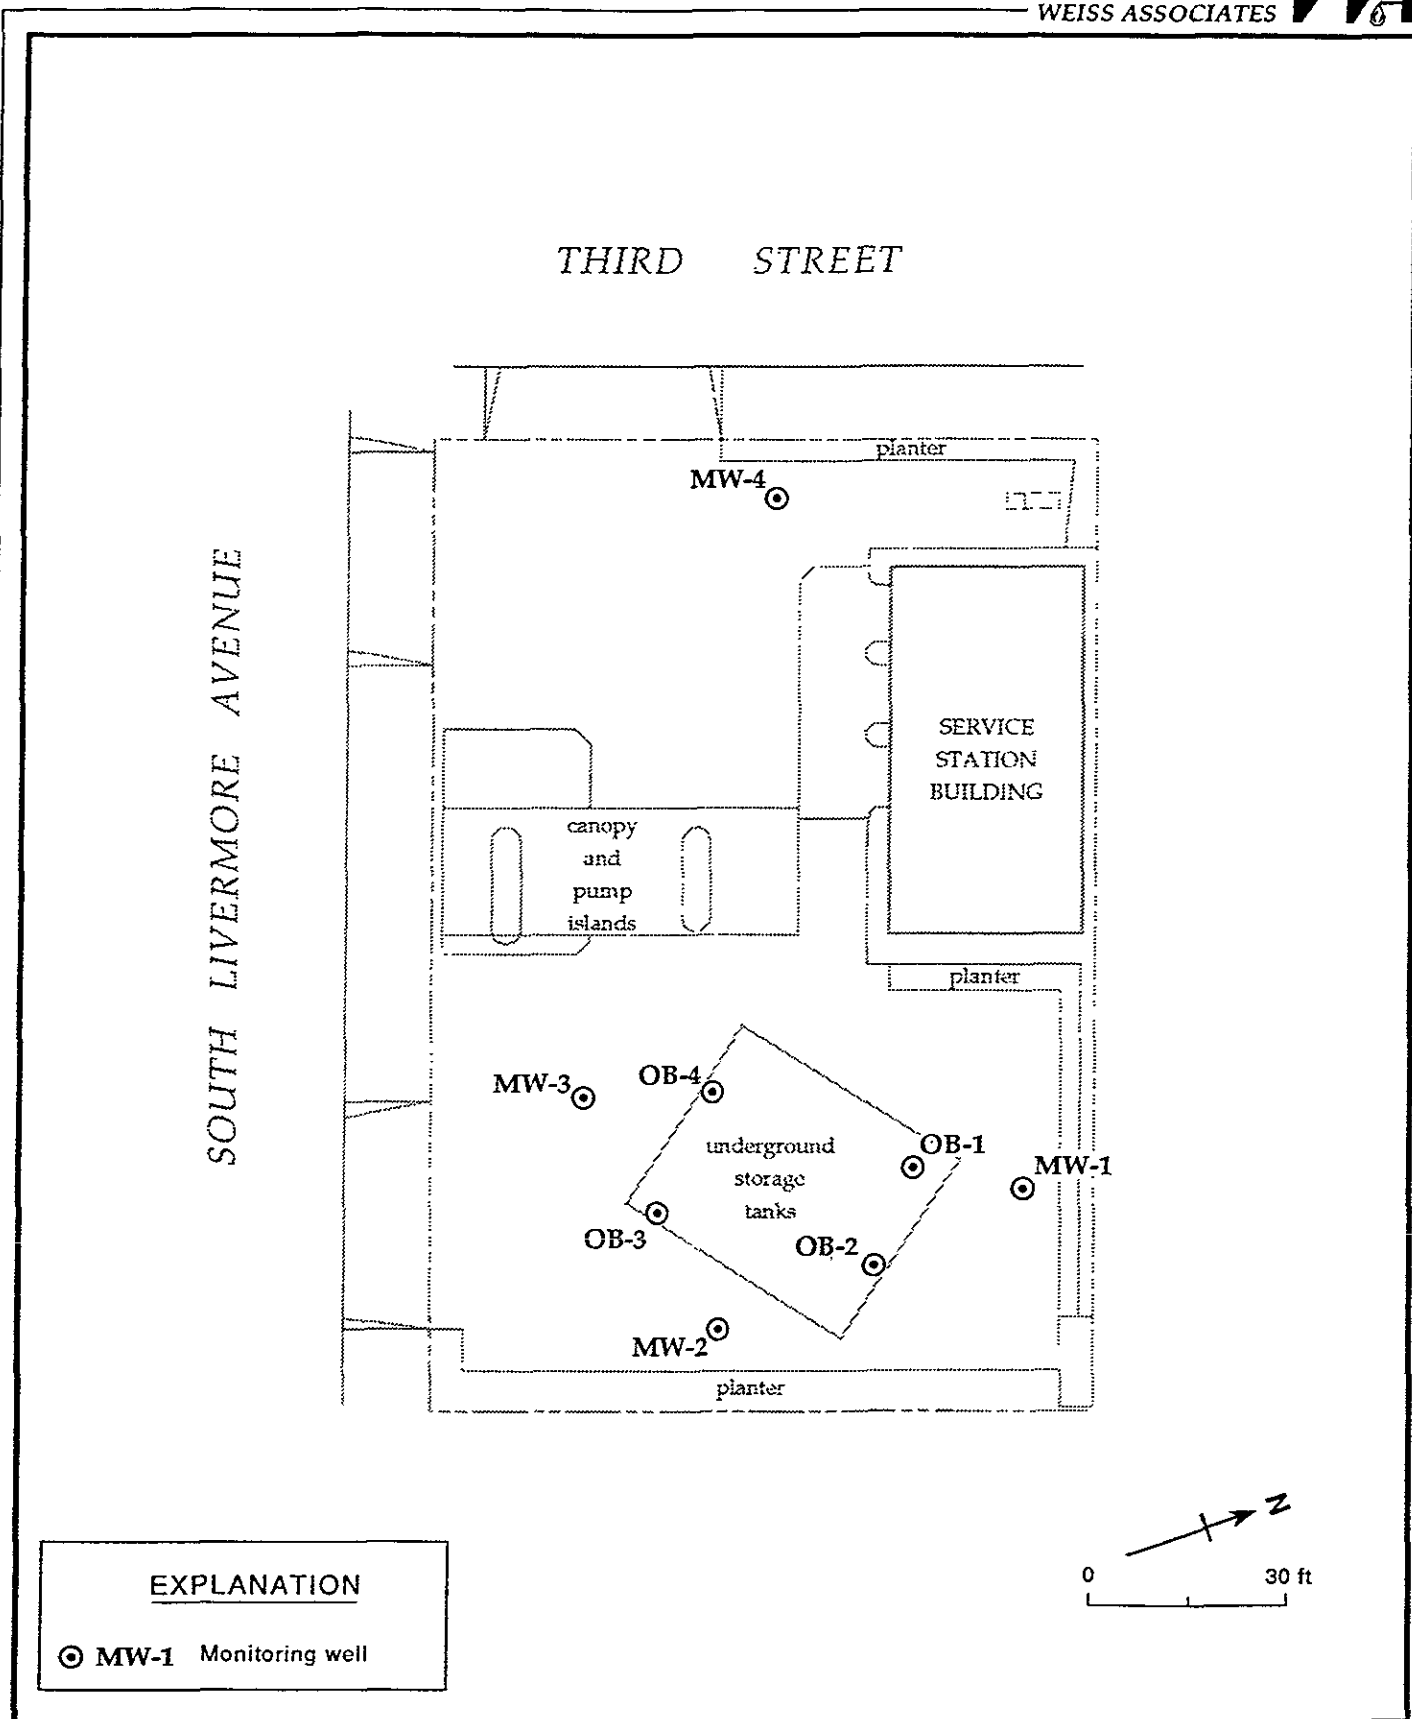 WEISS ASSOCIATES
THIRD STREET
planter
MW-4
SOUTH LIVERMORE AVENUE
SERVICE
STATION
BUILDING
canopy
and
pump
islands
planter
MW-3
OB-4
underground
storage
tanks
OB-1
MW-1
OB-3
OB-2
MW-2
planter
N
0 30 ft
EXPLANATION
MW-1 Monitoring well